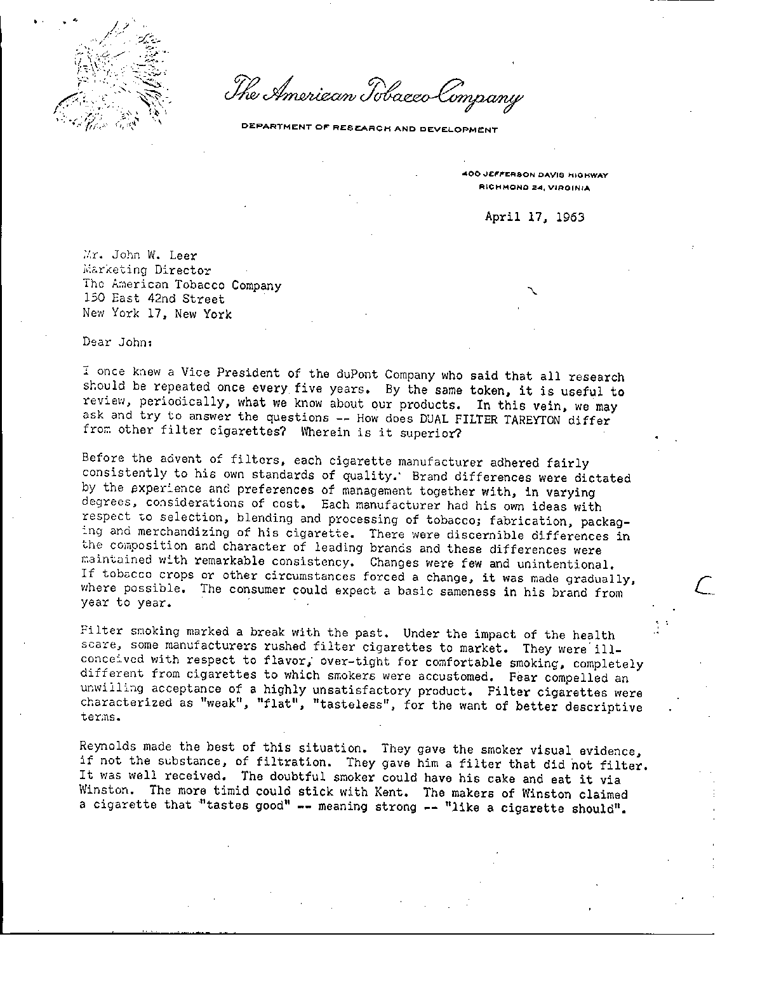 The American Tobacco Company
DEPARTMENT OF RESEARCH AND DEVELOPMENT
400 JEFFERSON DAVIS HIGHWAY
RICHMOND 24, VIRGINIA
April 17, 1963
Mr. John W. Leer
Marketing Director
The American Tobacco Company
150 East 42nd Street
New York 17, New York
Dear John:
I once knew a Vice President of the duPont Company who said that all research
should be repeated once every five years. By the same token, it is useful to
review, periodically, what we know about our products. In this vein, we may
ask and try to answer the questions -- How does DUAL FILTER TAREYTON differ
from other filter cigarettes? Wherein is it superior?
Before the advent of filters, each cigarette manufacturer adhered fairly
consistently to his own standards of quality. Brand differences were dictated
by the experience and preferences of management together with, in varying
degrees, considerations of cost. Each manufacturer had his own ideas with
respect to selection, blending and processing of tobacco; fabrication, packag-
ing and merchandizing of his cigarette. There were discernible differences in
the composition and character of leading brands and these differences were
maintained with remarkable consistency. Changes were few and unintentional.
If tobacco crops or other circumstances forced a change, it was made gradually,
where possible. The consumer could expect a basic sameness in his brand from
year to year.
Filter smoking marked a break with the past. Under the impact of the health
scare, some manufacturers rushed filter cigarettes to market. They were ill-
conceived with respect to flavor, over-tight for comfortable smoking, completely
different from cigarettes to which smokers were accustomed. Fear compelled an
unwilling acceptance of a highly unsatisfactory product. Filter cigarettes were
characterized as "weak", "flat", "tasteless", for the want of better descriptive
terms.
Reynolds made the best of this situation. They gave the smoker visual evidence,
if not the substance, of filtration. They gave him a filter that did not filter.
It was well received. The doubtful smoker could have his cake and eat it via
Winston. The more timid could stick with Kent. The makers of Winston claimed
a cigarette that "tastes good" -- meaning strong -- "like a cigarette should".